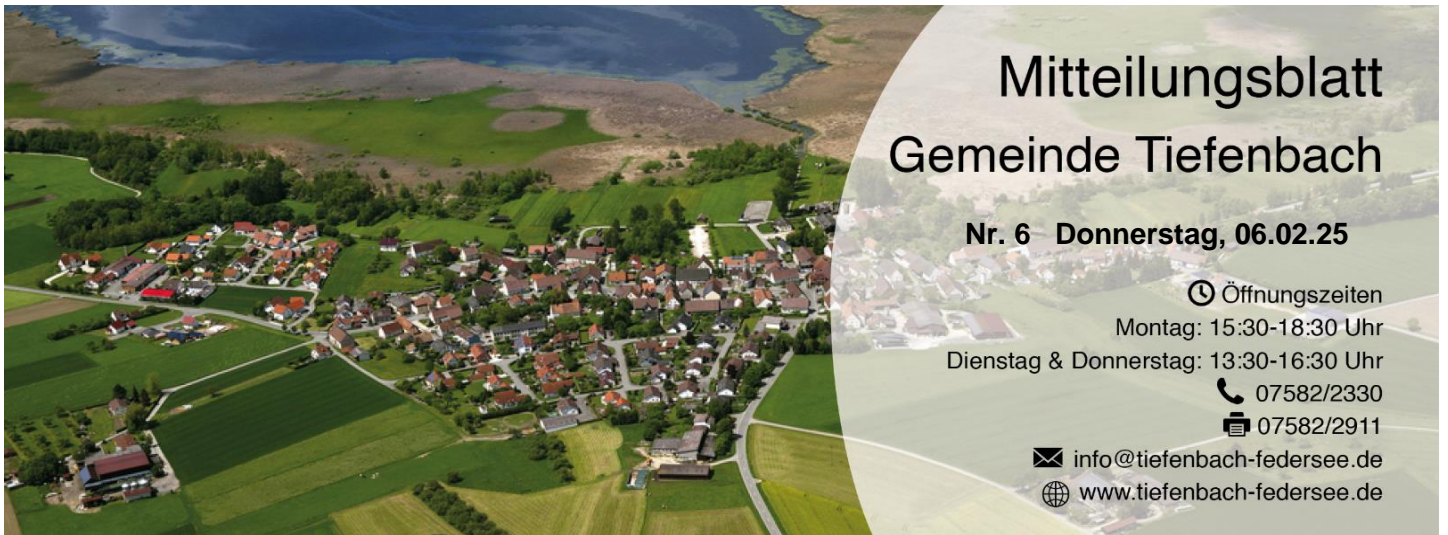 Mitteilungsblatt
Gemeinde Tiefenbach
Nr. 6 Donnerstag, 06.02.25
Öffnungszeiten
Montag: 15:30-18:30 Uhr
Dienstag & Donnerstag: 13:30-16:30 Uhr
07582/2330
07582/2911
info@tiefenbach-federsee.de
www.tiefenbach-federsee.de